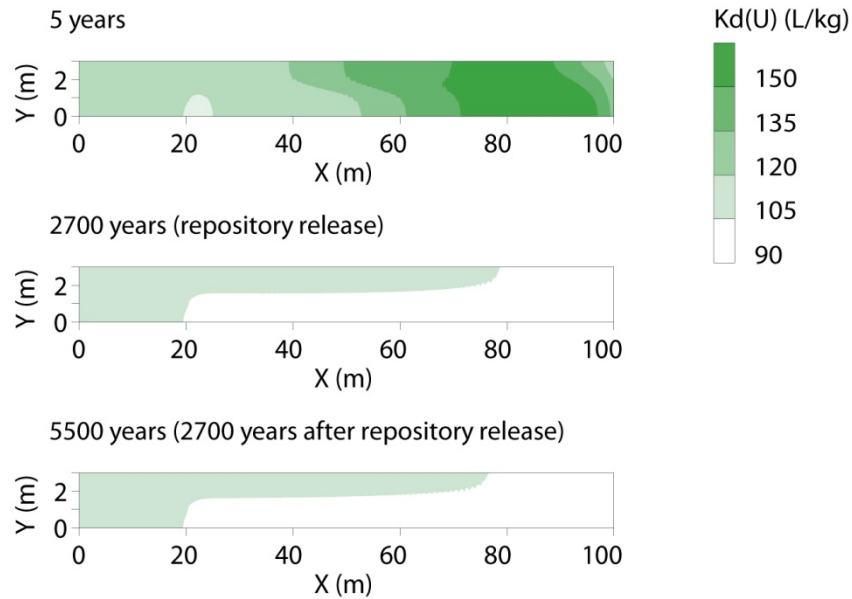 5 years
Kd(U) (L/kg)
Y (m)
2
0
0 20 40 60 80 100
X (m)
150
135
120
105
90
2700 years (repository release)
Y (m)
2
0
0 20 40 60 80 100
X (m)
5500 years (2700 years after repository release)
Y (m)
2
0
0 20 40 60 80 100
X (m)